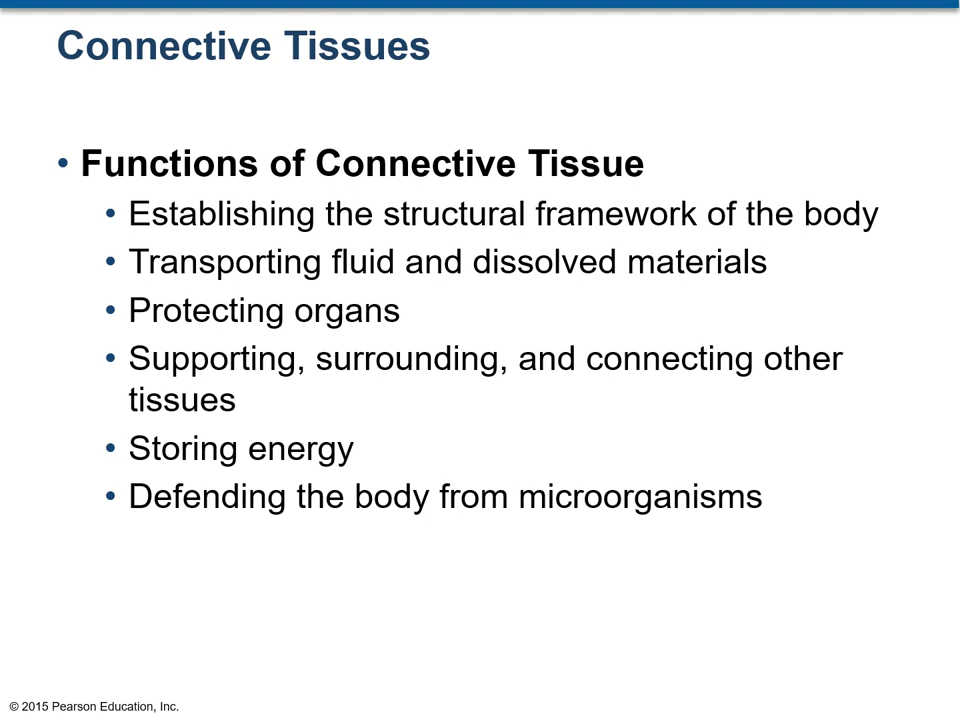 Connective Tissues
• Functions of Connective Tissue
• Establishing the structural framework of the body
• Transporting fluid and dissolved materials
• Protecting organs
• Supporting, surrounding, and connecting other
tissues
• Storing energy
• Defending the body from microorganisms
© 2015 Pearson Education, Inc.